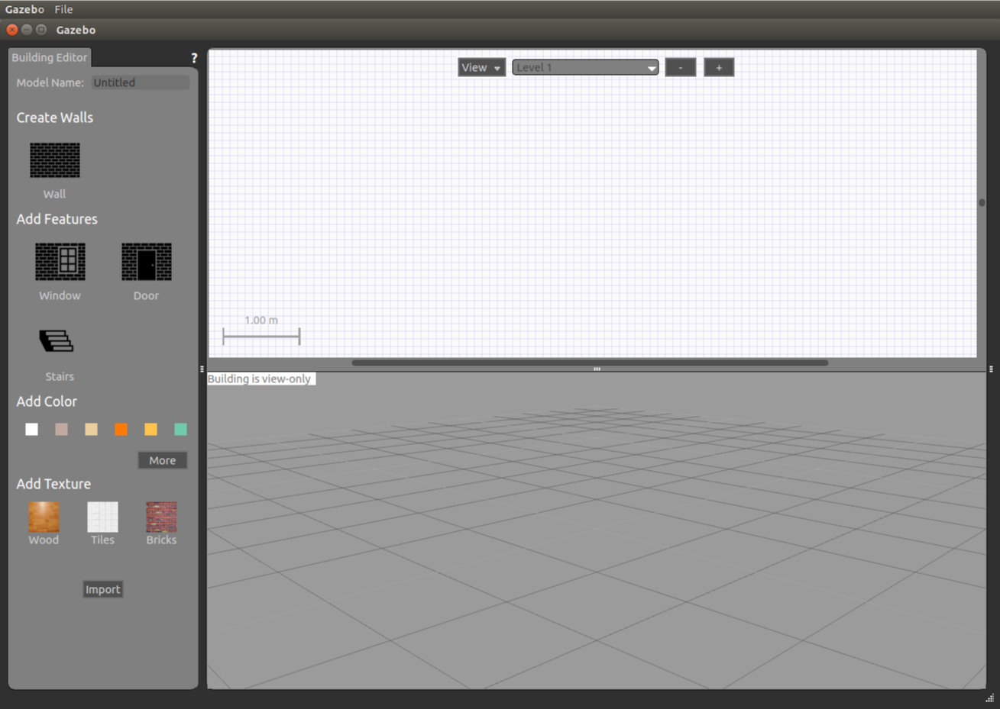 Gazebo File
Gazebo
Building Editor ?
Model Name: Untitled
Create Walls
Wall
Add Features
Window Door
Stairs
Add Color
More
Add Texture
Wood Tiles Bricks
Import
View Level 1 - +
1.00 m
Building is view-only